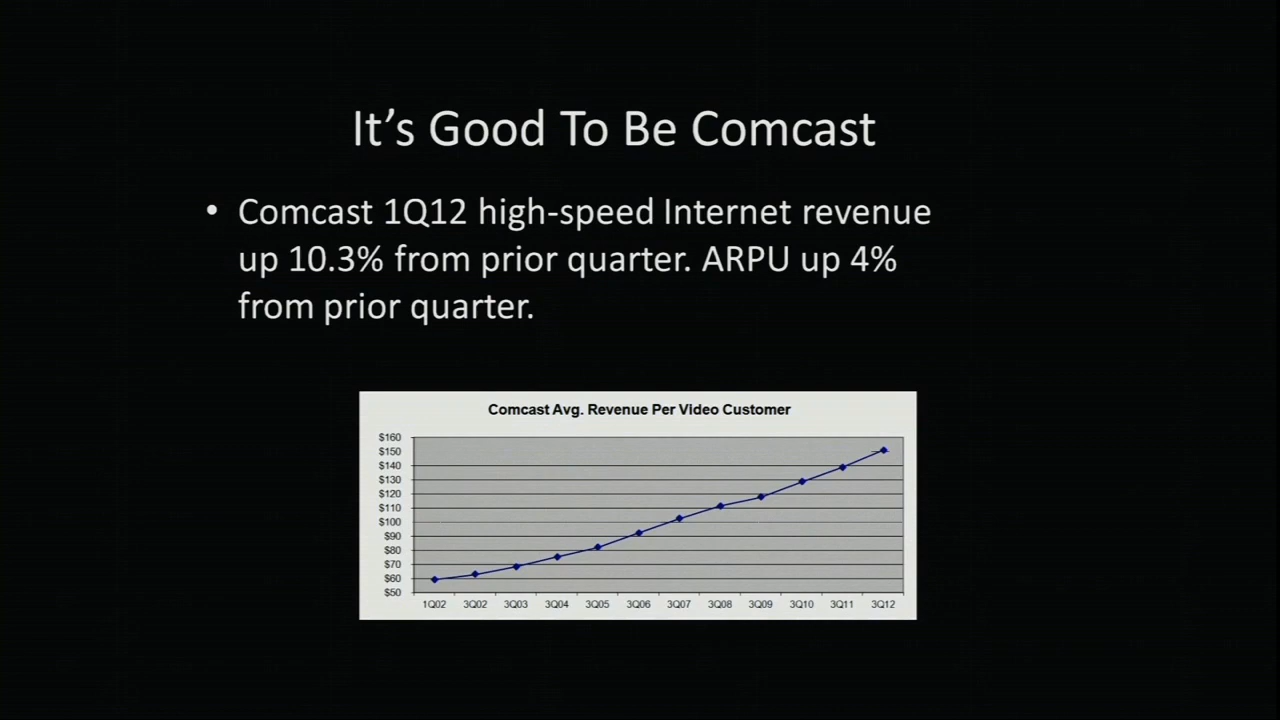 It's Good To Be Comcast
• Comcast 1Q12 high-speed Internet revenue
up 10.3% from prior quarter. ARPU up 4%
from prior quarter.
Comcast Avg. Revenue Per Video Customer
$160
$150
$140
$130
$120
$110
$100
$90
$80
$70
$60
$50
1Q02 3Q02 3Q03 3Q04 3Q05 3Q06 3Q07 3Q08 3Q09 3Q10 3Q11 3Q12